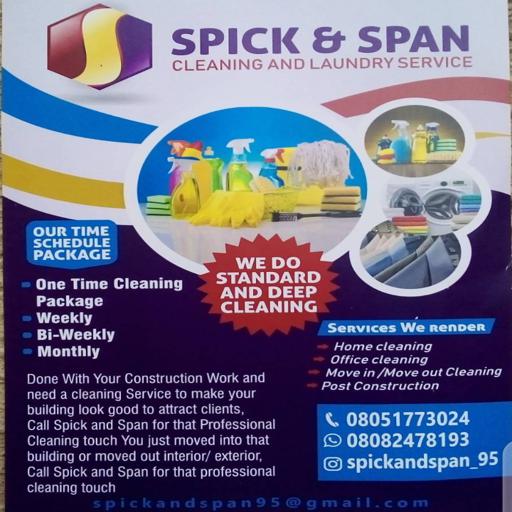 SPICK & SPAN
CLEANING AND LAUNDRY SERVICE
OUR TIME
SCHEDULE
PACKAGE
One Time Cleaning
Package
Weekly
Bi-Weekly
Monthly
WE DO
STANDARD
AND DEEP
CLEANING
SERVICES WE RENDER
Home cleaning
Office cleaning
Move in /Move out Cleaning
Post Construction
Done With Your Construction Work and
need a cleaning Service to make your
building look good to attract clients,
Call Spick and Span for that Professional
Cleaning touch You just moved into that
building or moved out interior/ exterior,
Call Spick and Span for that professional
cleaning touch
08051773024
08082478193
spickandspan_95
spickandspan95@gmail.com